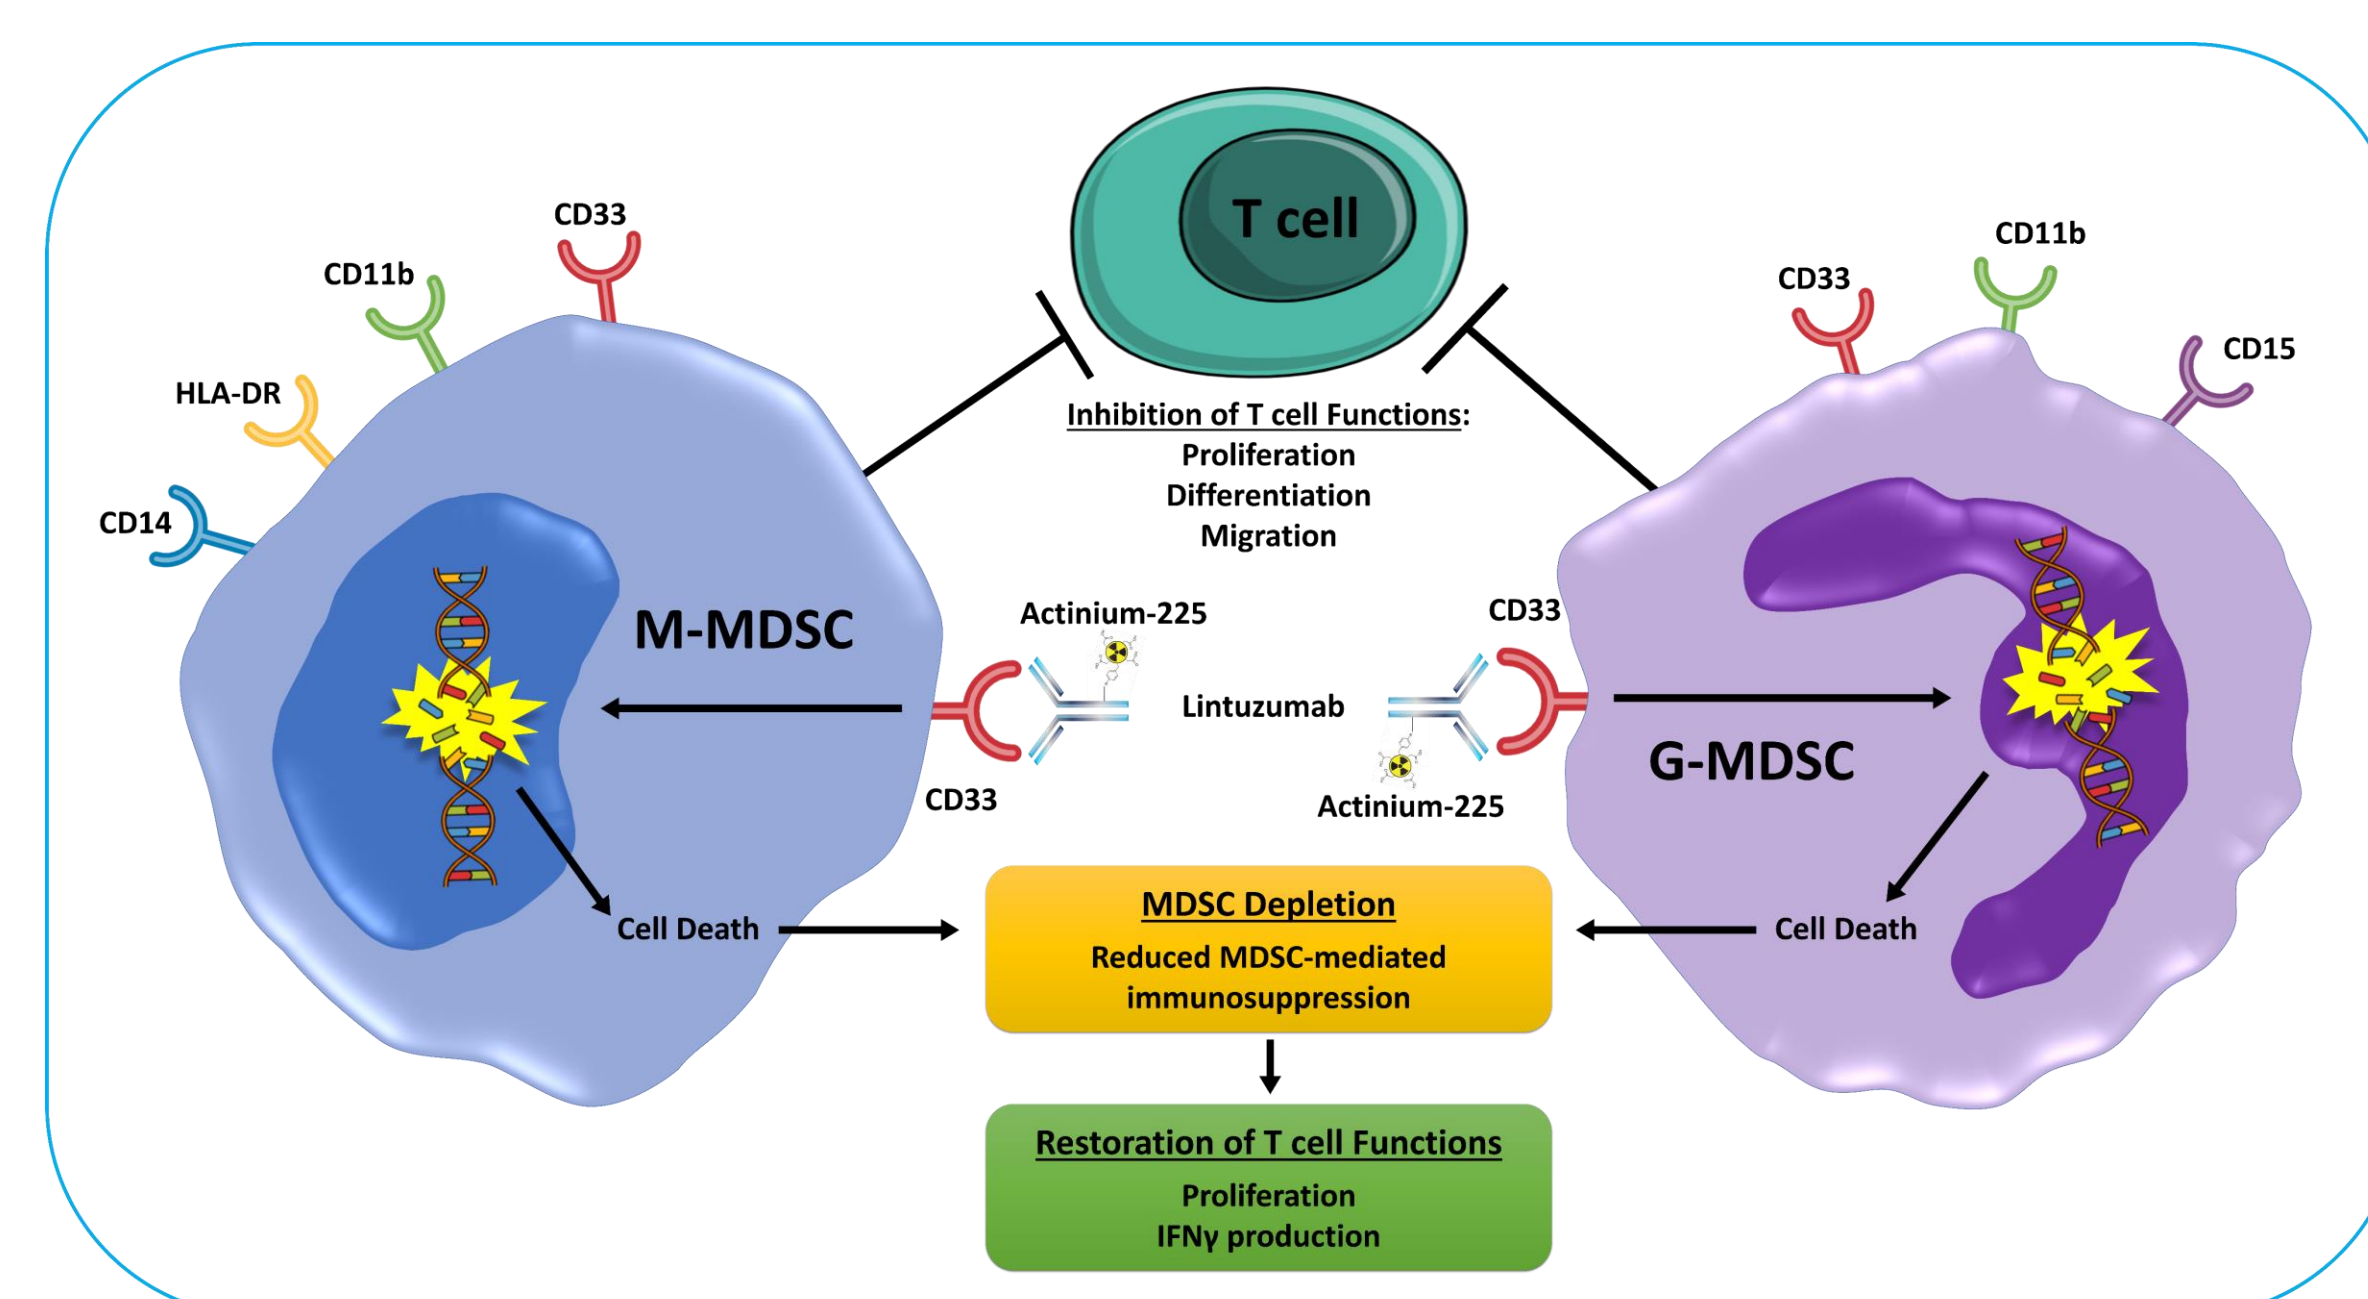 T cell
CD33
CD11b
HLA-DR
CD14
CD33
CD11b
CD15
Inhibition of T cell Functions:
Proliferation
Differentiation
Migration
M-MDSC
Actinium-225
CD33
Lintuzumab
CD33
Actinium-225
G-MDSC
Cell Death
Cell Death
MDSC Depletion
Reduced MDSC-mediated
immunosuppression
Restoration of T cell Functions
Proliferation
IFNγ production